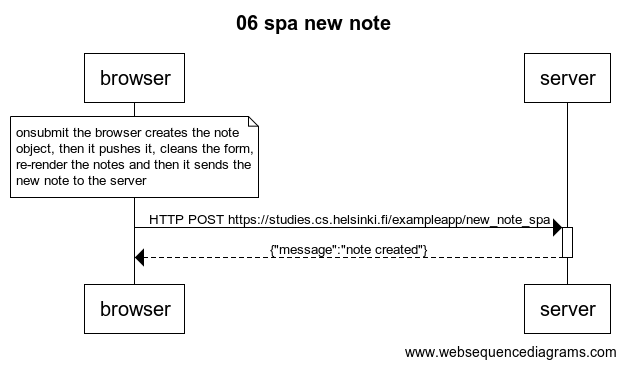 06 spa new note
browser
server
onsubmit the browser creates the note
object, then it pushes it, cleans the form,
re-render the notes and then it sends the
new note to the server
HTTP POST https://studies.cs.helsinki.fi/exampleapp/new_note_spa
{"message":"note created"}
browser
server
www.websequencediagrams.com